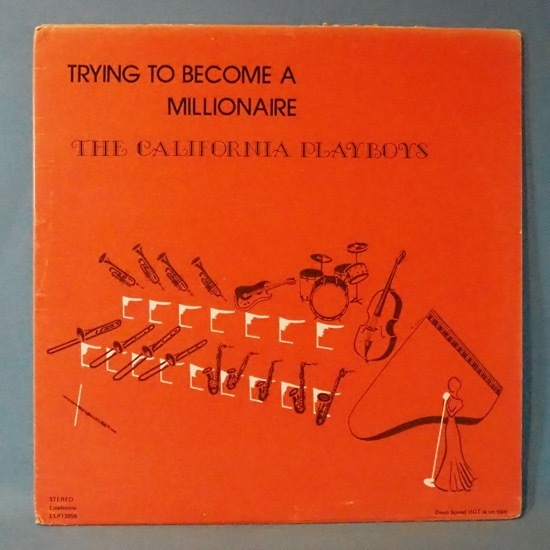 TRYING TO BECOME A
MILLIONAIRE
THE CALIFORNIA PLAYBOYS
STEREO